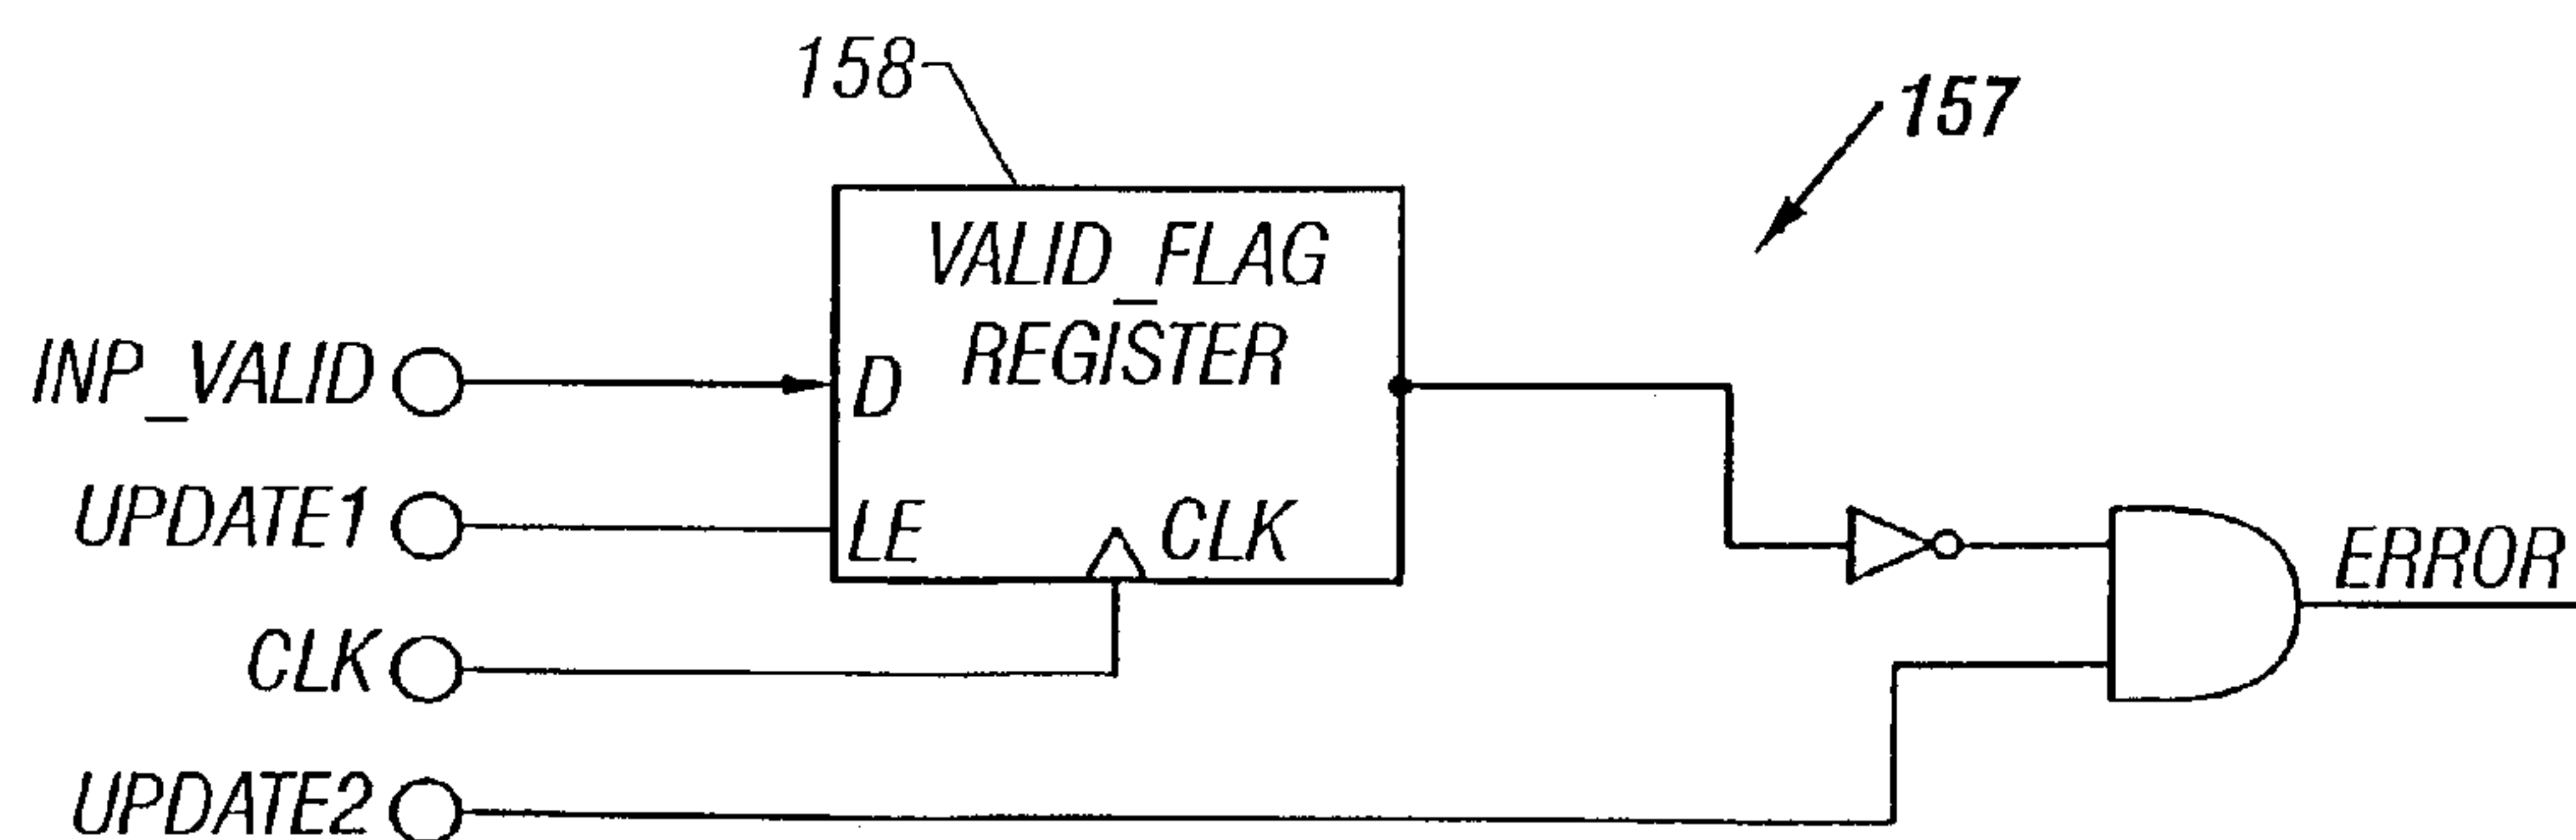 158
157
VALID_FLAG
REGISTER
INP_VALID
D
UPDATE1
LE
CLK
ERROR
CLK
UPDATE2